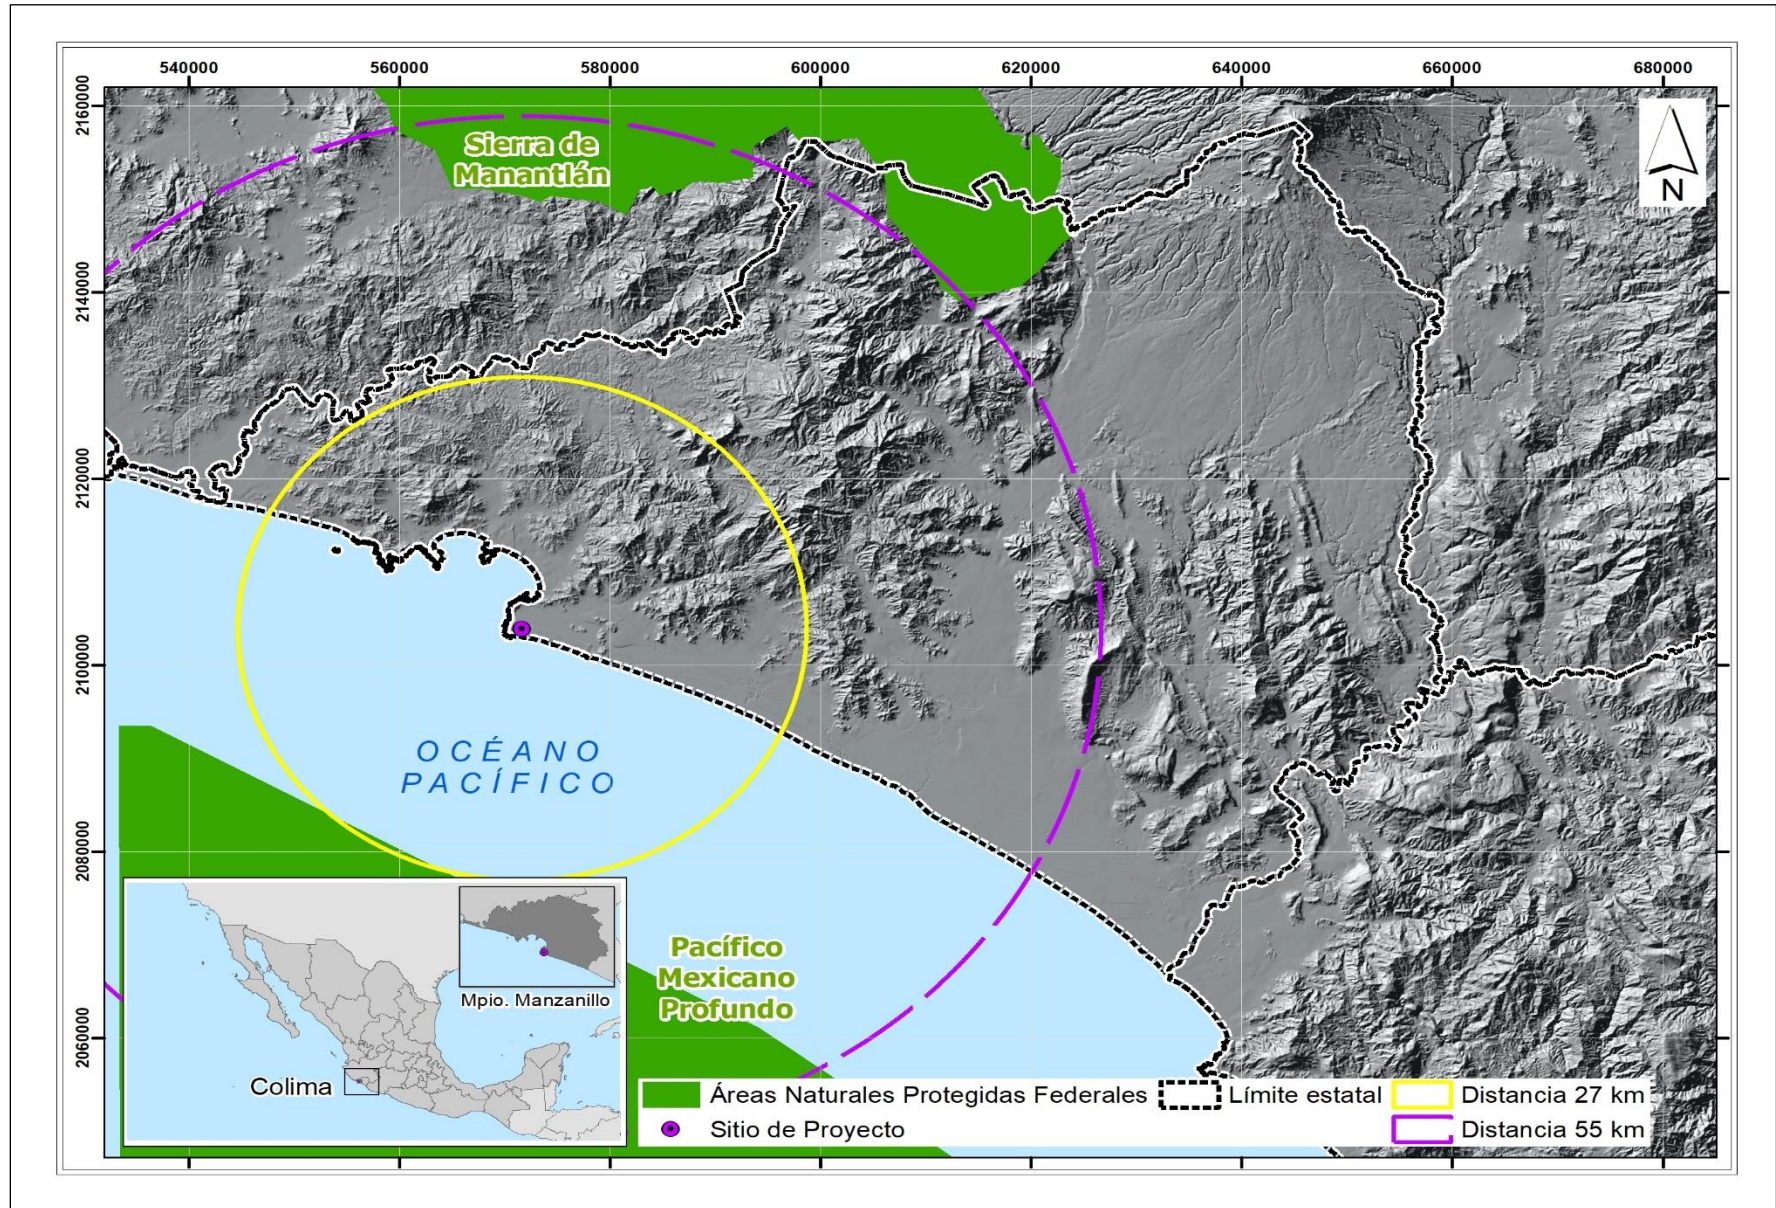 540000 560000 580000 600000 620000 640000 660000 680000
2160000
2140000
2120000
2100000
2080000
2060000
N
Sierra de
Manantlán
OCÉANO
PACÍFICO
Pacífico
Mexicano
Profundo
Mpio. Manzanillo
Colima
Áreas Naturales Protegidas Federales
Límite estatal
Distancia 27 km
Sitio de Proyecto
Distancia 55 km